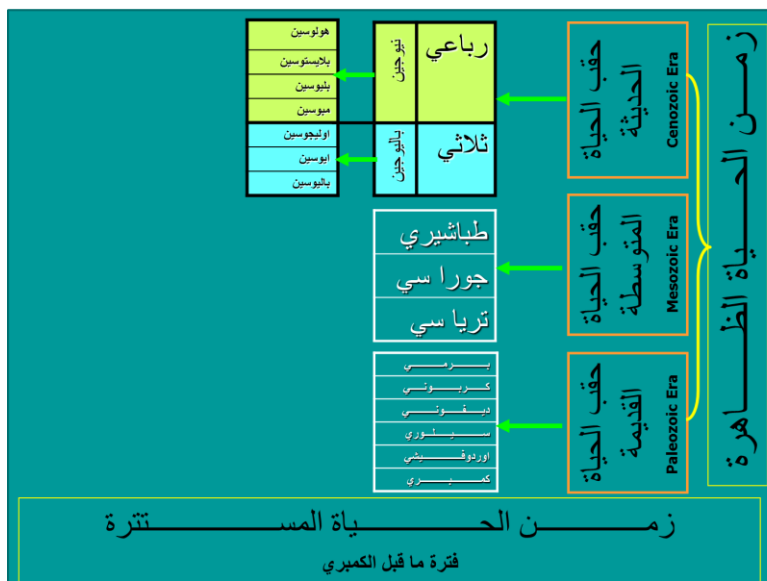 زمن الحياة الظاهرة
حقب الحياة
الحديثة
Cenozoic Era
رباعي
نيوجين
هولوسين
بلايستوسين
بليوسين
ميوسين
ثلاثي
باليوجين
اوليجوسين
ايوسين
باليوسين
حقب الحياة
المتوسطة
Mesozoic Era
طباشيري
جورا سي
تريا سي
حقب الحياة
القديمة
Paleozoic Era
برمي
كربوني
ديفوني
سيلوري
اوردوفيشي
كمبري
زمن الحياة المستترة
فترة ما قبل الكمبري